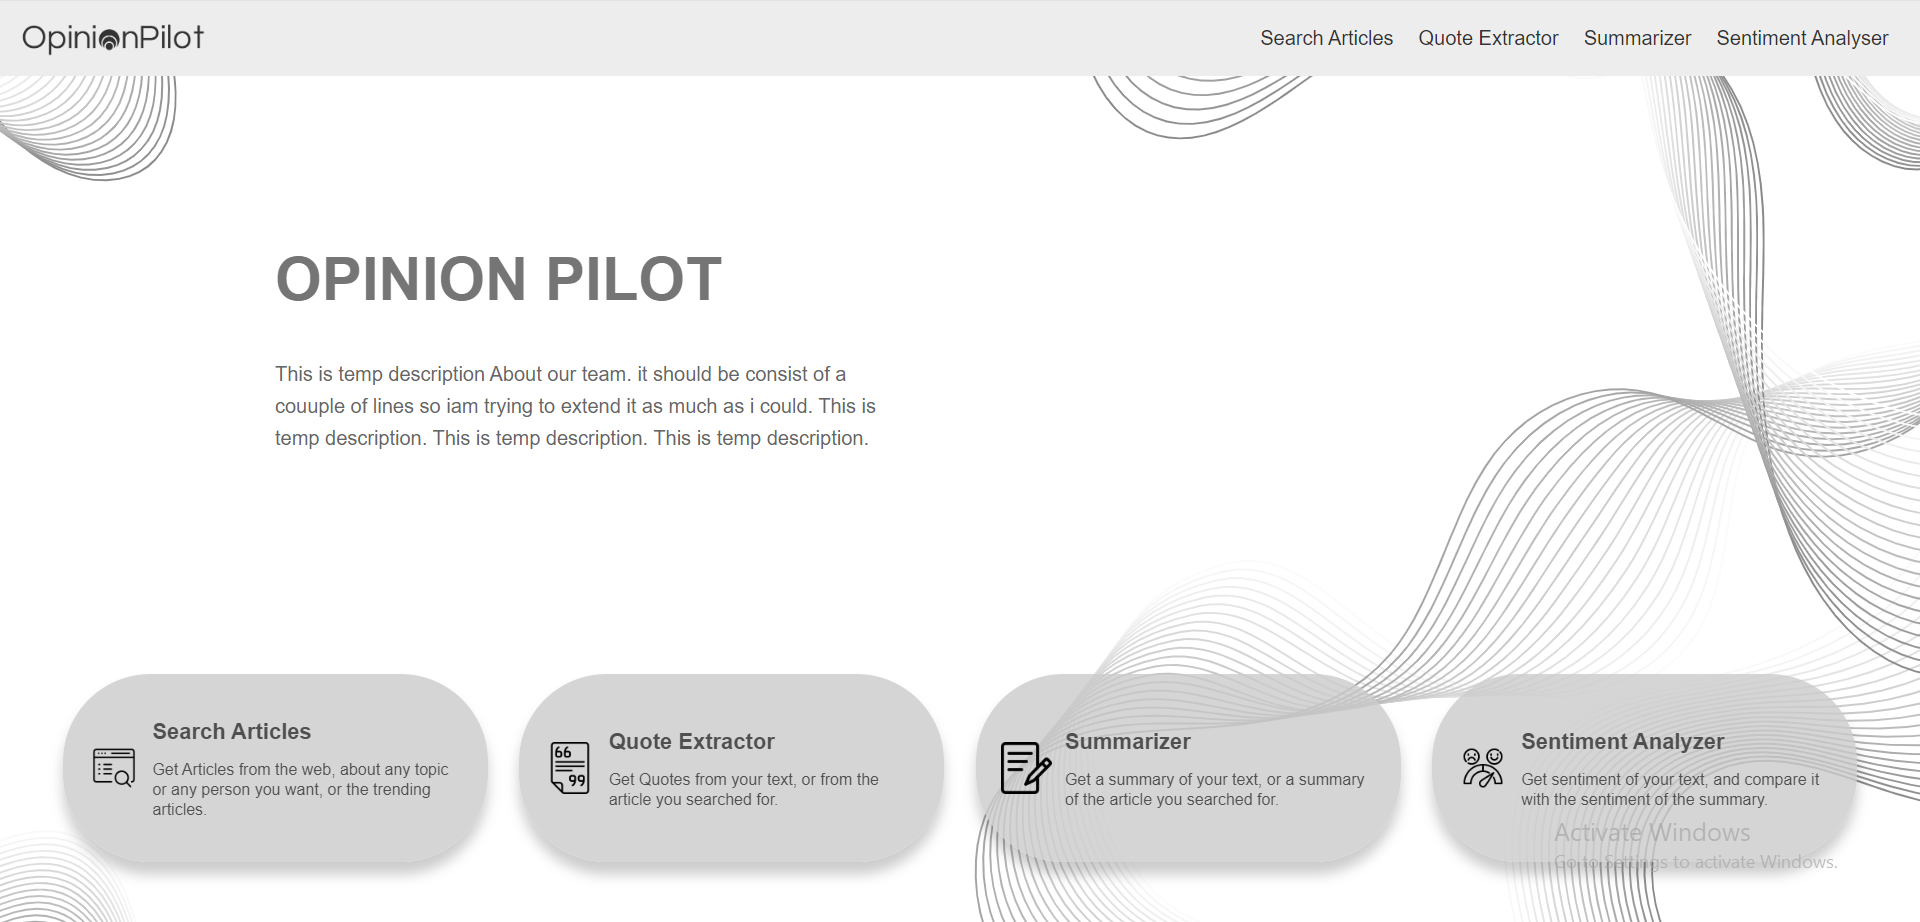 OpinionPilot
Search Articles Quote Extractor Summarizer Sentiment Analyser
OPINION PILOT
This is temp description About our team. it should be consist of a
couuple of lines so iam trying to extend it as much as i could. This is
temp description. This is temp description. This is temp description.
Search Articles
Get Articles from the web, about any topic
or any person you want, or the trending
articles.
66
99
Quote Extractor
Get Quotes from your text, or from the
article you searched for.
Summarizer
Get a summary of your text, or a summary
of the article you searched for.
Sentiment Analyzer
Get sentiment of your text, and compare it
with the sentiment of the summary.
Activate Windows
Go to Settings to activate Windows.